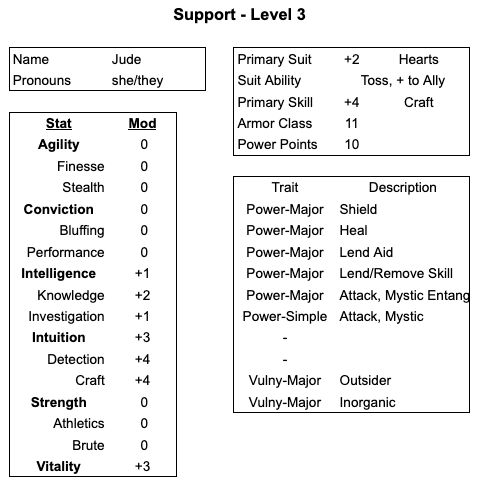 Support - Level 3
Name Jude
Pronouns she/they
Stat Mod
Agility 0
Finesse 0
Stealth 0
Conviction 0
Bluffing 0
Performance 0
Intelligence +1
Knowledge +2
Investigation +1
Intuition +3
Detection +4
Craft +4
Strength 0
Athletics 0
Brute 0
Vitality +3
Primary Suit +2 Hearts
Suit Ability Toss, + to Ally
Primary Skill +4 Craft
Armor Class 11
Power Points 10
Trait Description
Power-Major Shield
Power-Major Heal
Power-Major Lend Aid
Power-Major Lend/Remove Skill
Power-Major Attack, Mystic Entang
Power-Simple Attack, Mystic
-
-
Vulny-Major Outsider
Vulny-Major Inorganic